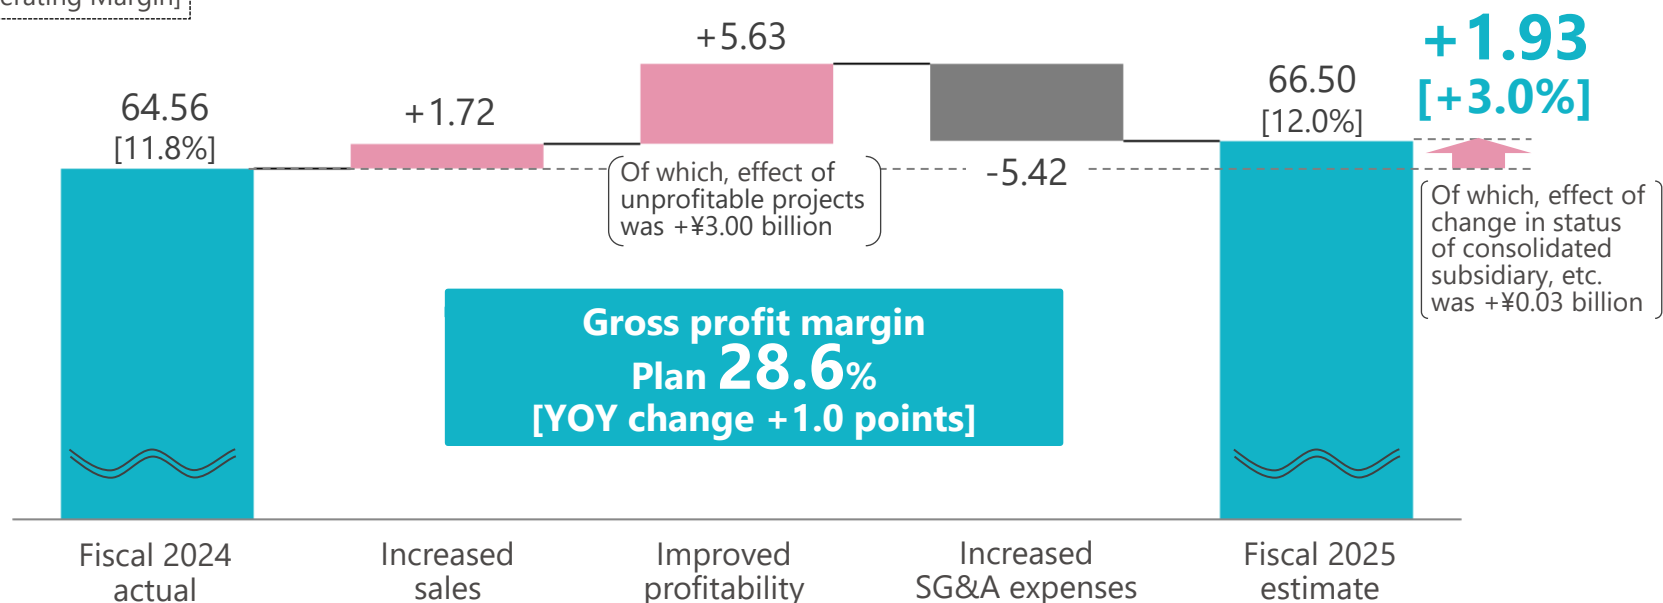 erating Margin]
64.56
[11.8%]
+1.72
+5.63
Of which, effect of
unprofitable projects
was +¥3.00 billion
-5.42
66.50
[12.0%]
+1.93
[+3.0%]
Of which, effect of
change in status
of consolidated
subsidiary, etc.
was +¥0.03 billion
Gross profit margin
Plan 28.6%
[YOY change +1.0 points]
Fiscal 2024
actual
Increased
sales
Improved
profitability
Increased
SG&A expenses
Fiscal 2025
estimate